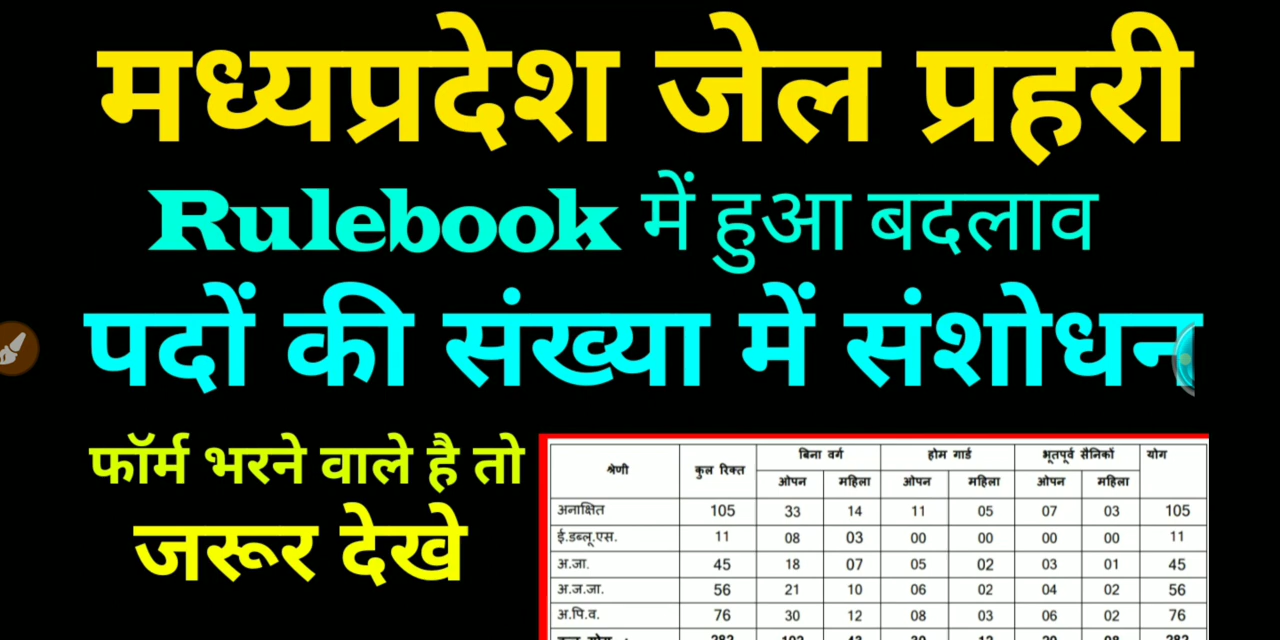 मध्यप्रदेश जेल प्रहरी
Rulebook में हुआ बदलाव
पदों की संख्या में संशोधन
फॉर्म भरने वाले है तो
जरूर देखे
श्रेणी कुल रिक्त बिना वर्ग होम गार्ड भूतपूर्व सैनिकों योग
ओपन महिला ओपन महिला ओपन महिला
अनाक्षित 105 33 14 11 05 07 03 105
ई.डब्लू.एस. 11 08 03 00 00 00 00 11
अ.जा. 45 18 07 05 02 03 01 45
अ.ज.जा. 56 21 10 06 02 04 02 56
अ.पि.व. 76 30 12 08 03 06 02 76